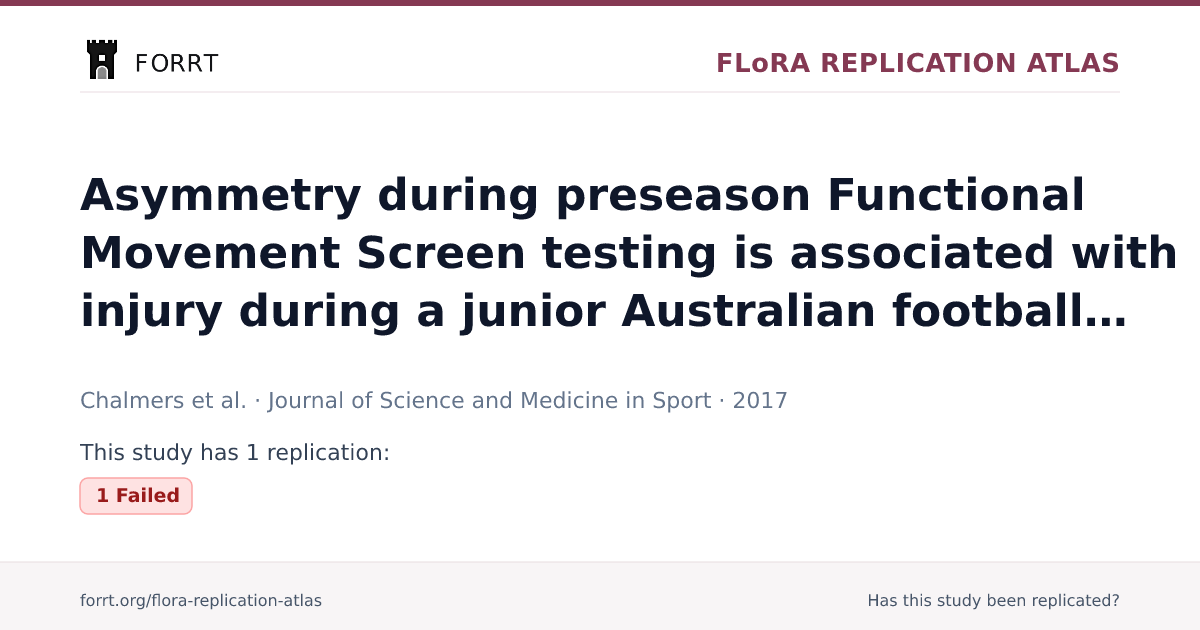 FORRT
FLoRA REPLICATION ATLAS
Asymmetry during preseason Functional
Movement Screen testing is associated with
injury during a junior Australian football…
Chalmers et al. · Journal of Science and Medicine in Sport · 2017
This study has 1 replication:
1 Failed
forrt.org/flora-replication-atlas
Has this study been replicated?